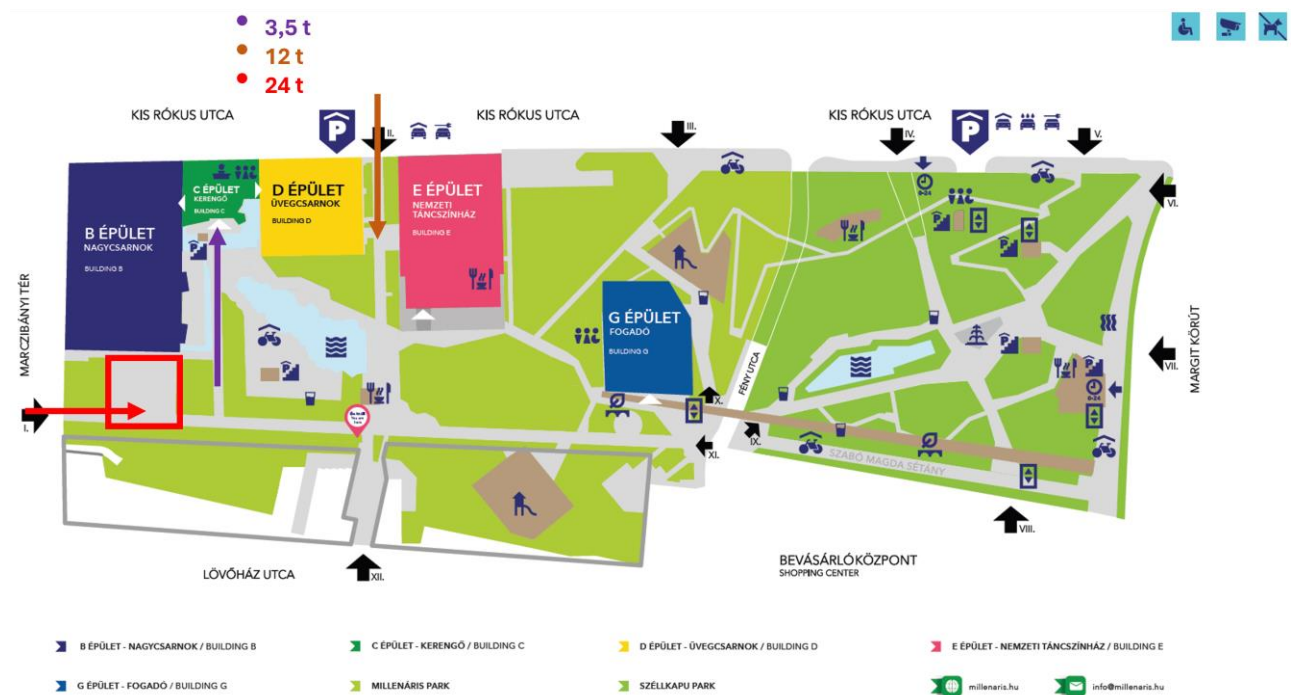 3,5 t
12 t
24 t
KIS RÓKUS UTCA
KIS RÓKUS UTCA
KIS RÓKUS UTCA
P
P
II.
III.
IV.
V.
VI.
VII.
VIII.
IX.
X.
XI.
XII.
I.
C ÉPÜLET
KERENGŐ
BUILDING C
D ÉPÜLET
ÜVEGCSARNOK
BUILDING D
E ÉPÜLET
NEMZETI
TÁNCSZÍNHÁZ
BUILDING E
B ÉPÜLET
NAGYCSARNOK
BUILDING B
G ÉPÜLET
FOGADÓ
BUILDING G
0-24
P
P
P
P
P
0-24
MARCZIBÁNYI TÉR
MARGIT KÖRÚT
FÉNY UTCA
SZABÓ MAGDA SÉTÁNY
LÖVŐHÁZ UTCA
BEVÁSÁRLÓKÖZPONT
SHOPPING CENTER
B ÉPÜLET - NAGYCSARNOK / BUILDING B
C ÉPÜLET - KERENGŐ / BUILDING C
D ÉPÜLET - ÜVEGCSARNOK / BUILDING D
E ÉPÜLET - NEMZETI TÁNCSZÍNHÁZ / BUILDING E
G ÉPÜLET - FOGADÓ / BUILDING G
MILLENÁRIS PARK
SZÉLLKAPU PARK
millenaris.hu
info@millenaris.hu